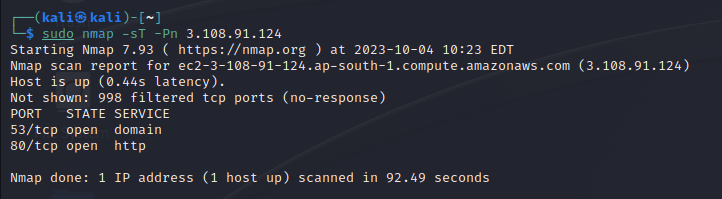 ┌──(kali㉿kali)-[~]
└─$ sudo nmap -sT -Pn 3.108.91.124
Starting Nmap 7.93 ( https://nmap.org ) at 2023-10-04 10:23 EDT
Nmap scan report for ec2-3-108-91-124.ap-south-1.compute.amazonaws.com (3.108.91.124)
Host is up (0.44s latency).
Not shown: 998 filtered tcp ports (no-response)
PORT   STATE SERVICE
53/tcp open  domain
80/tcp open  http
Nmap done: 1 IP address (1 host up) scanned in 92.49 seconds